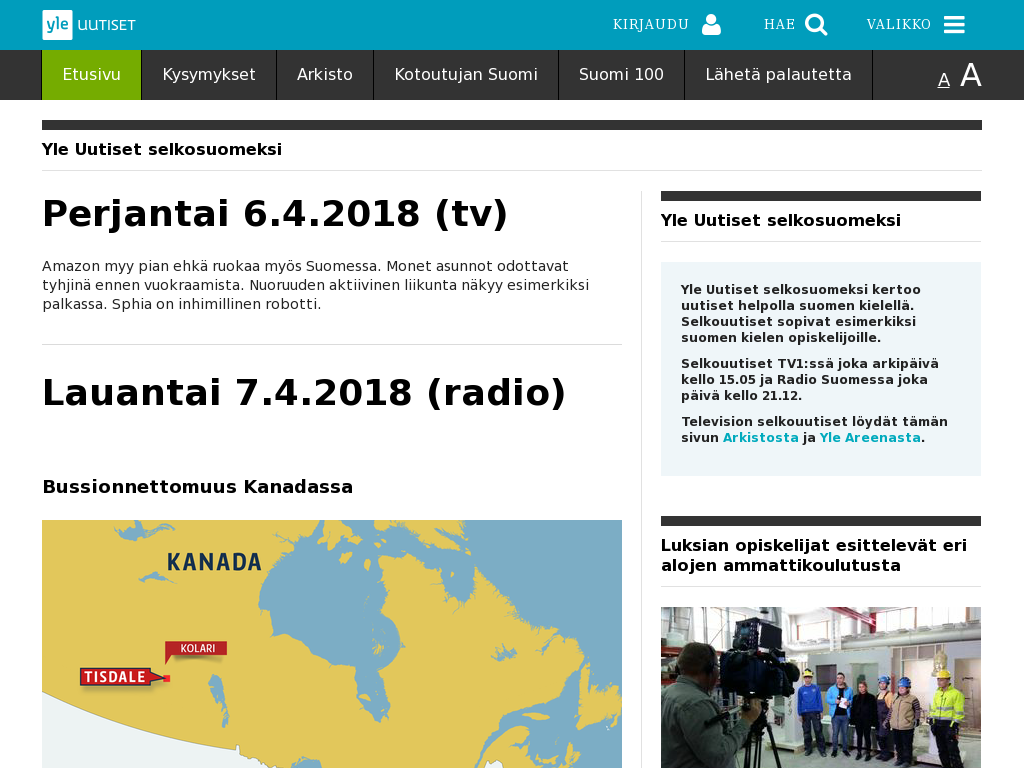 yle UUTISET
KIRJAUDU
HAE
VALIKKO
Etusivu
Kysymykset
Arkisto
Kotoutujan Suomi
Suomi 100
Lähetä palautetta
A A
Yle Uutiset selkosuomeksi
Perjantai 6.4.2018 (tv)
Amazon myy pian ehkä ruokaa myös Suomessa. Monet asunnot odottavat
tyhjinä ennen vuokraamista. Nuoruuden aktiivinen liikunta näkyy esimerkiksi
palkassa. Sphia on inhimillinen robotti.
Lauantai 7.4.2018 (radio)
Bussionnettomuus Kanadassa
KANADA
KOLARI
TISDALE
Yle Uutiset selkosuomeksi
Yle Uutiset selkosuomeksi kertoo
uutiset helpolla suomen kielellä.
Selkouutiset sopivat esimerkiksi
suomen kielen opiskelijoille.
Selkouutiset TV1:ssä joka arkipäivä
kello 15.05 ja Radio Suomessa joka
päivä kello 21.12.
Television selkouutiset löydät tämän
sivun Arkistosta ja Yle Areenasta.
Luksian opiskelijat esittelevät eri
alojen ammattikoulutusta